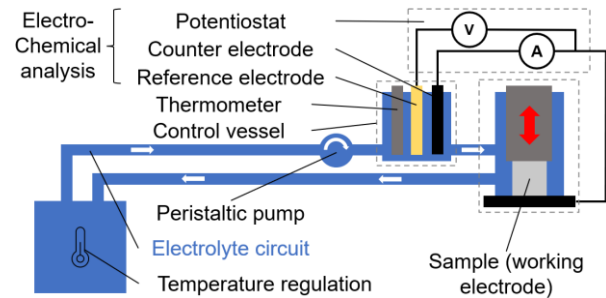 Electro-
Chemical
analysis
Potentiostat
Counter electrode
Reference electrode
Thermometer
Control vessel
V
A
Peristaltic pump
Electrolyte circuit
Temperature regulation
Sample (working
electrode)